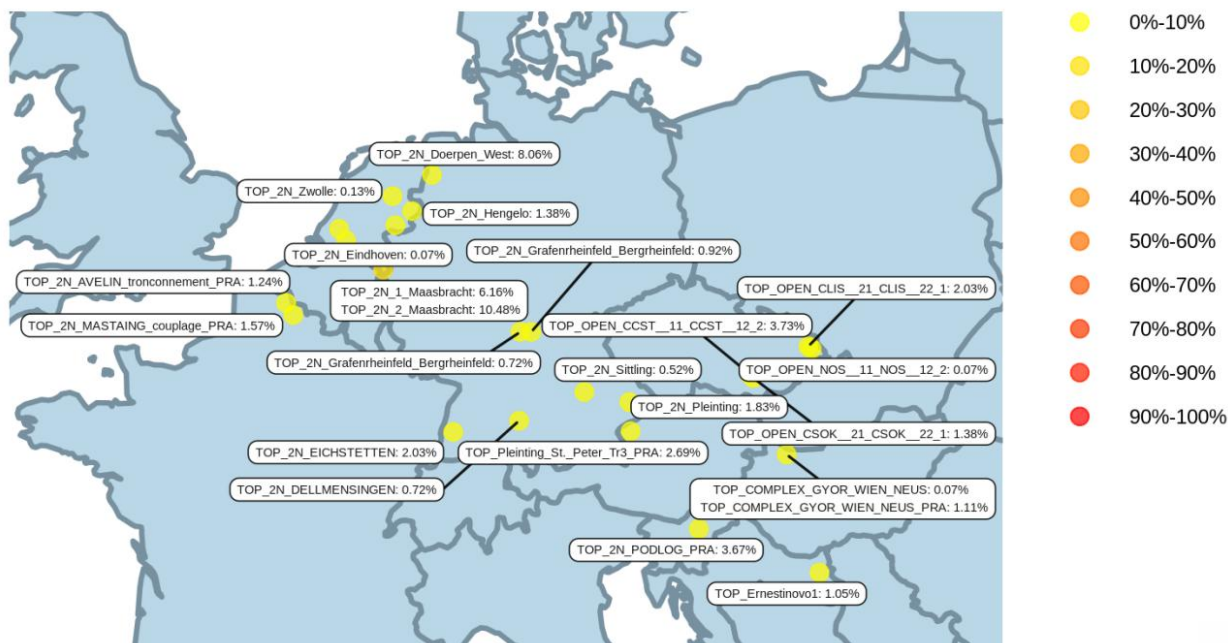 TOP_2N_Doerpen_West: 8.06%
TOP_2N_Zwolle: 0.13%
TOP_2N_Hengelo: 1.38%
TOP_2N_Eindhoven: 0.07%
TOP_2N_Grafenrheinfeld_Bergrheinfeld: 0.92%
TOP_2N_AVELIN_tronconnement_PRA: 1.24%
TOP_2N_1_Maasbracht: 6.16%
TOP_2N_2_Maasbracht: 10.48%
TOP_OPEN_CLIS__21_CLIS__22_1: 2.03%
TOP_2N_MASTAING_couplage_PRA: 1.57%
TOP_OPEN_CCST__11_CCST__12_2: 3.73%
TOP_2N_Grafenrheinfeld_Bergrheinfeld: 0.72%
TOP_2N_Sittling: 0.52%
TOP_OPEN_NOS__11_NOS__12_2: 0.07%
TOP_2N_Pleinting: 1.83%
TOP_OPEN_CSOK__21_CSOK__22_1: 1.38%
TOP_2N_EICHSTETTEN: 2.03%
TOP_Pleinting_St._Peter_Tr3_PRA: 2.69%
TOP_2N_DELLMENSINGEN: 0.72%
TOP_COMPLEX_GYOR_WIEN_NEUS: 0.07%
TOP_COMPLEX_GYOR_WIEN_NEUS_PRA: 1.11%
TOP_2N_PODLOG_PRA: 3.67%
TOP_Ernestinovo1: 1.05%
0%-10%
10%-20%
20%-30%
30%-40%
40%-50%
50%-60%
60%-70%
70%-80%
80%-90%
90%-100%